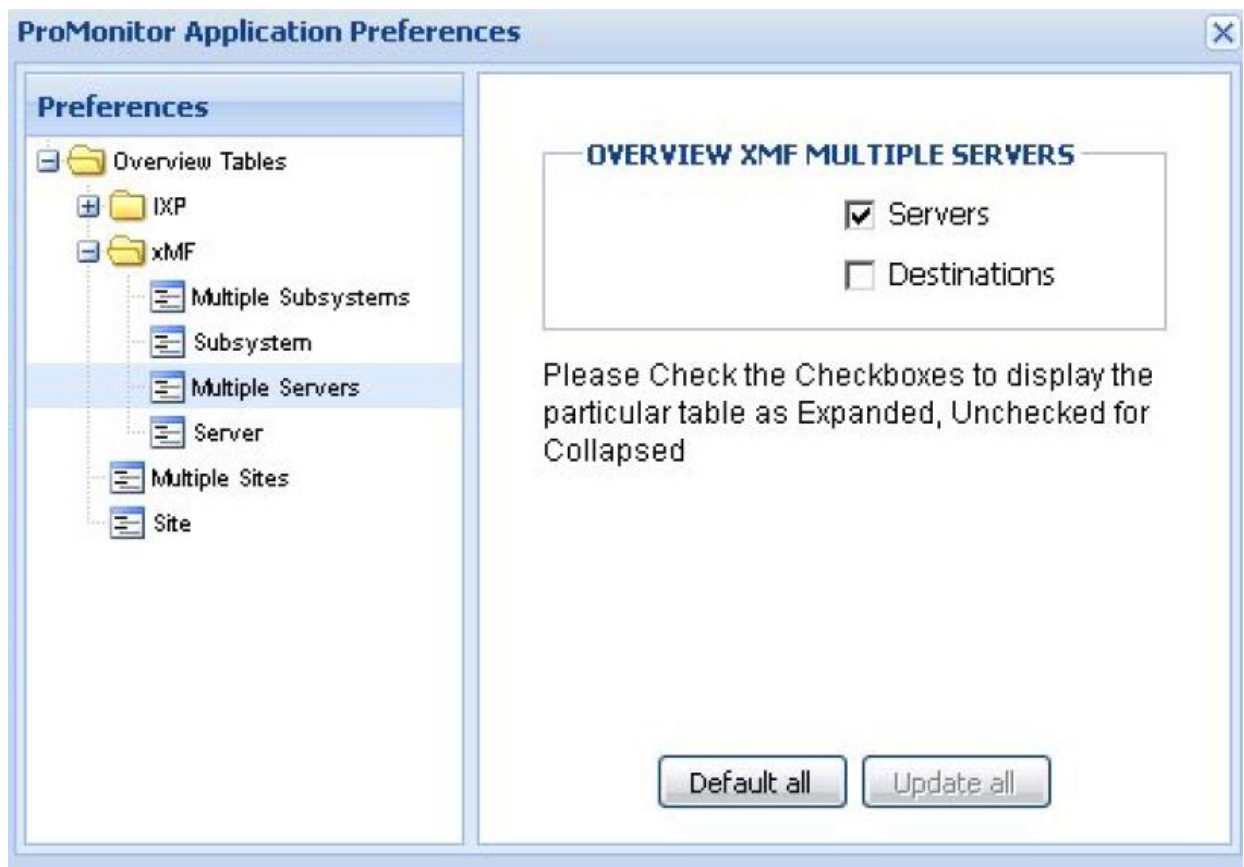 ProMonitor Application Preferences
Preferences
Overview Tables
IXP
xMF
Multiple Subsystems
Subsystem
Multiple Servers
Server
Multiple Sites
Site
OVERVIEW XMF MULTIPLE SERVERS
Servers
Destinations
Please Check the Checkboxes to display the
particular table as Expanded, Unchecked for
Collapsed
Default all
Update all